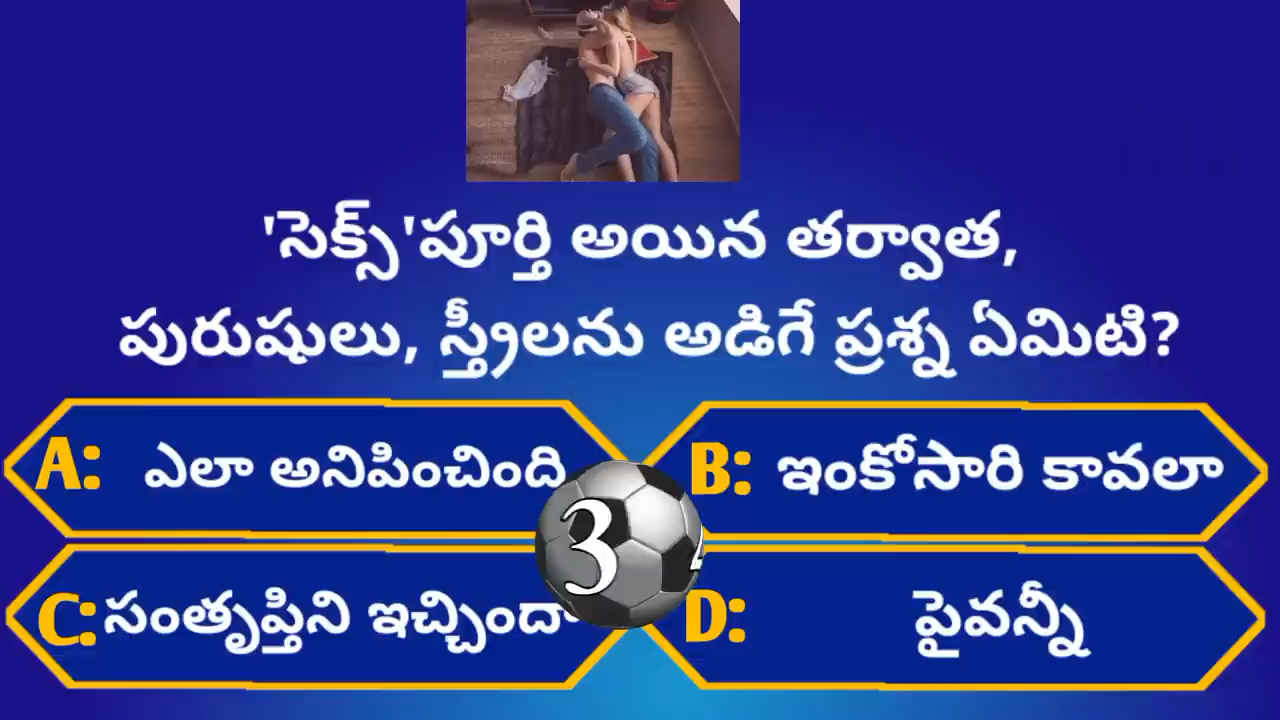 'సెక్స్'పూర్తి అయిన తర్వాత,
పురుషులు, స్త్రీలను అడిగే ప్రశ్న ఏమిటి?
A: ఎలా అనిపించింది
B: ఇంకోసారి కావలా
3
C: సంతృప్తిని ఇచ్చిందా
D: పైవన్నీ